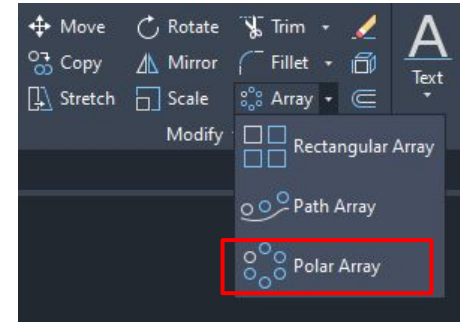 Move Rotate Trim
Copy Mirror Fillet
Text
Stretch Scale Array
Modify
Rectangular Array
Path Array
Polar Array